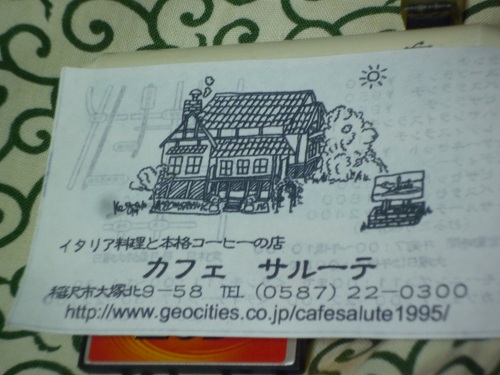 イタリア料理と本格コーヒーの店
カフェ サルーテ
稲沢市大塚北9-58 TEL (0587) 22-0300
http://www.geocities.co.jp/cafesalute1995/